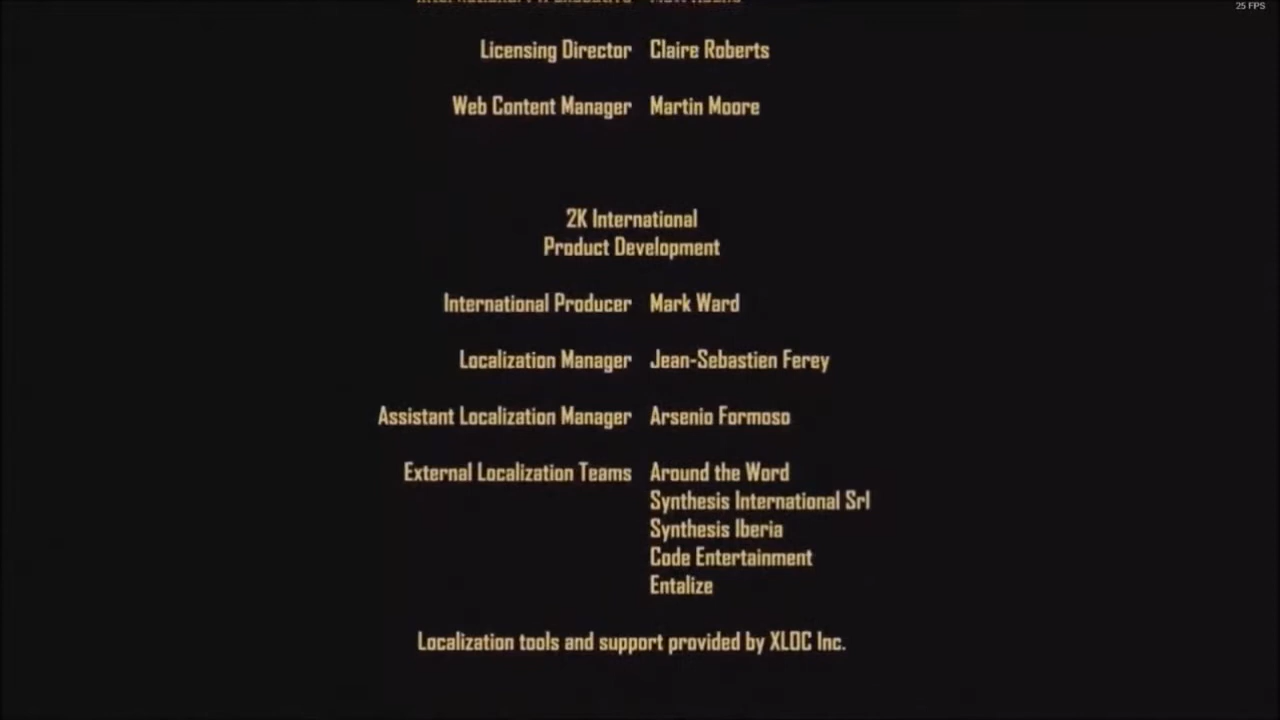 25 FPS
Licensing Director Claire Roberts
Web Content Manager Martin Moore
2K International
Product Development
International Producer Mark Ward
Localization Manager Jean-Sebastien Ferey
Assistant Localization Manager Arsenio Formoso
External Localization Teams Around the Word
Synthesis International Srl
Synthesis Iberia
Code Entertainment
Entalize
Localization tools and support provided by XLOC Inc.